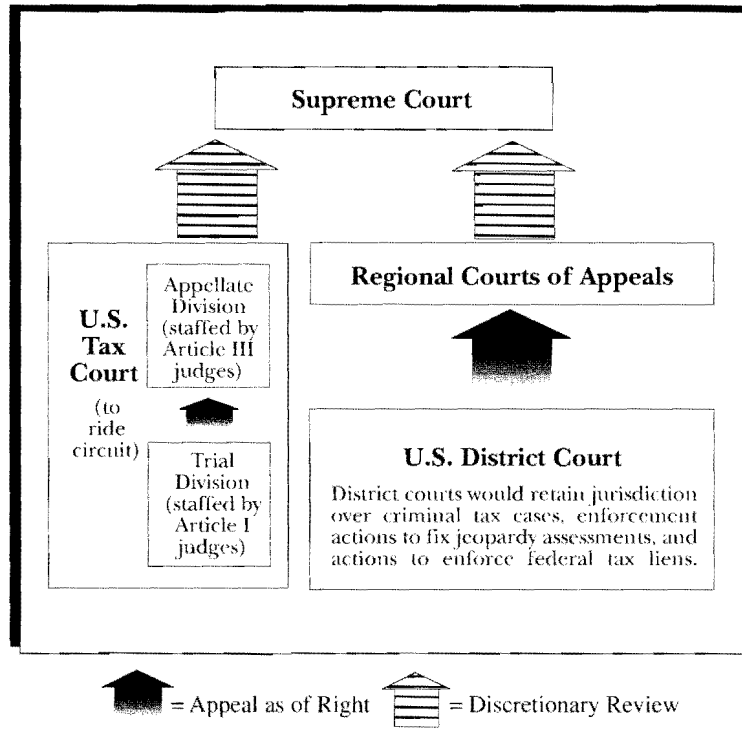 Supreme Court
U.S.
Tax
Court
(to
ride
circuit)
Appellate
Division
(staffed by
Article III
judges)
Trial
Division
(staffed by
Article I
judges)
Regional Courts of Appeals
U.S. District Court
District courts would retain jurisdiction
over criminal tax cases, enforcement
actions to fix jeopardy assessments, and
actions to enforce federal tax liens.
= Appeal as of Right
= Discretionary Review